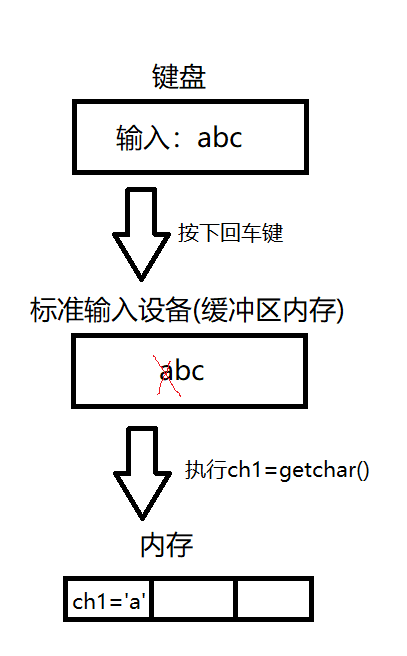 键盘
输入：abc
按下回车键
标准输入设备(缓冲区内存)
abc
执行ch1=getchar()
内存
ch1='a'